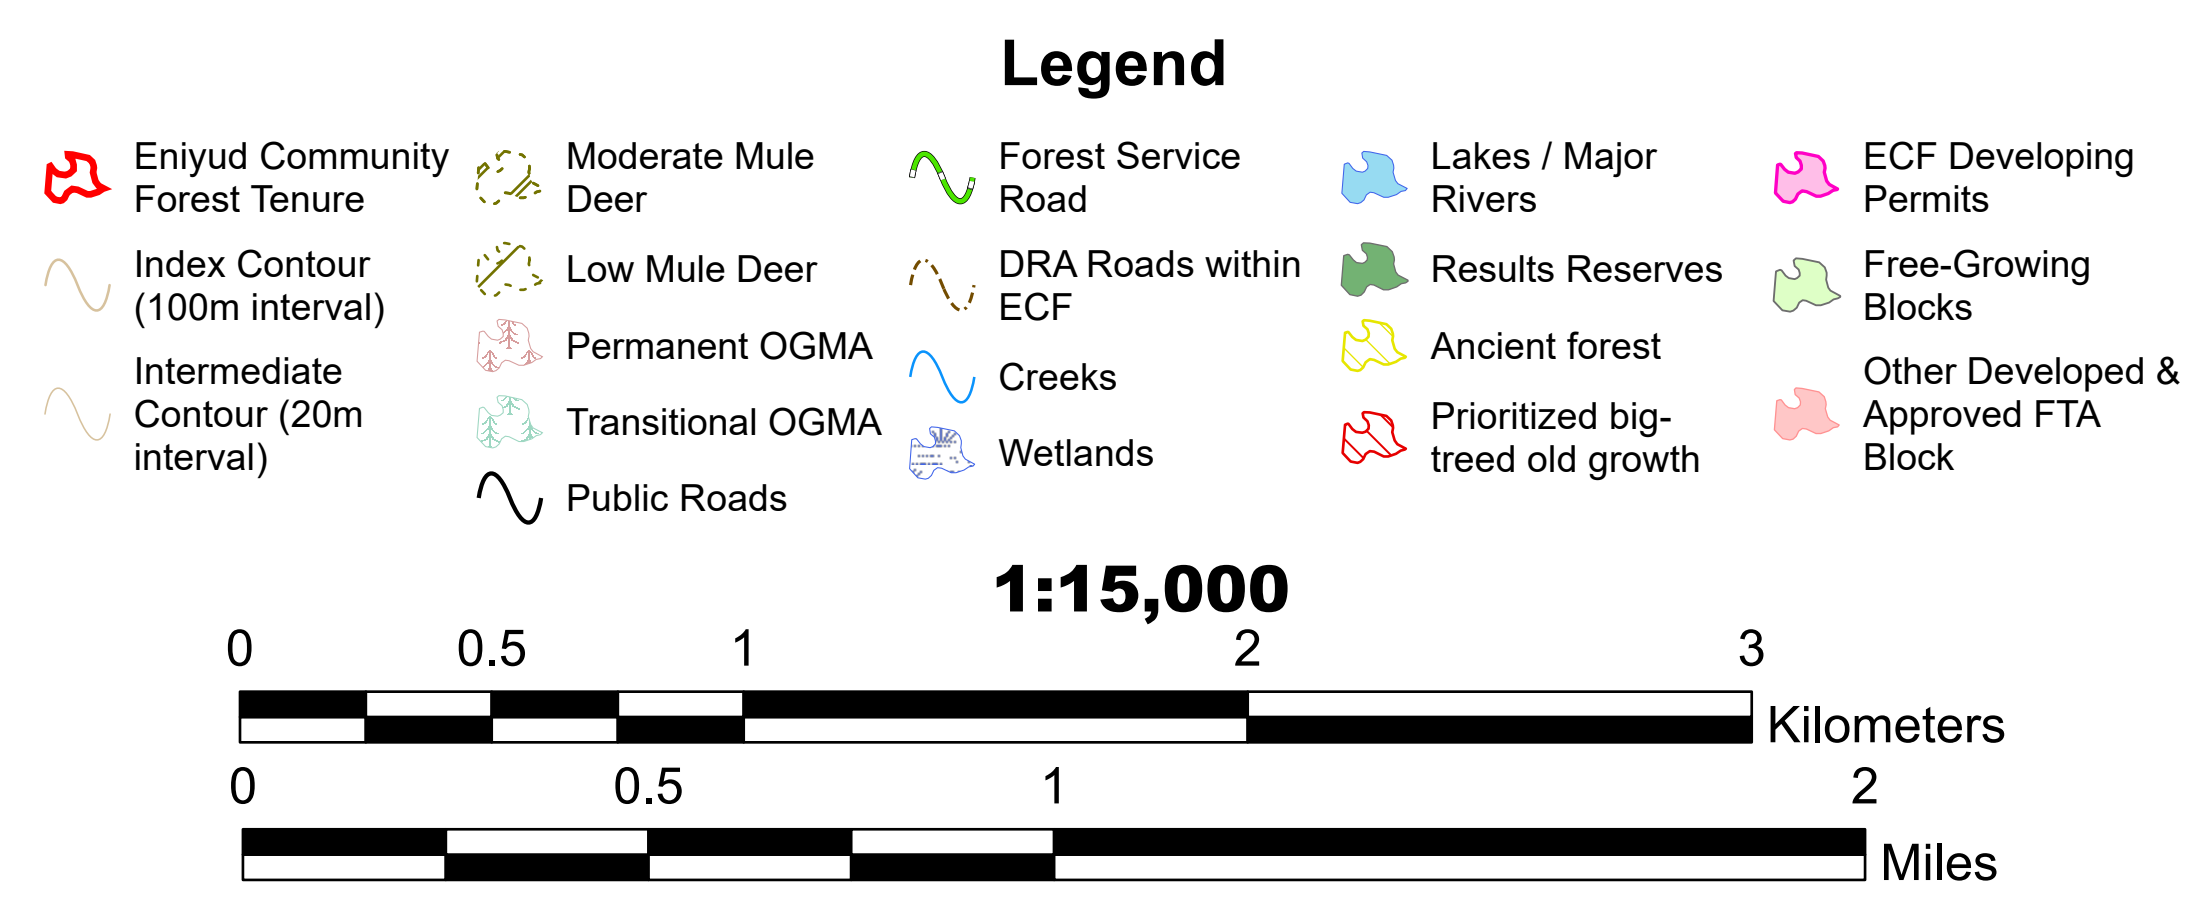 Legend
Eniyud Community
Forest Tenure
Index Contour
(100m interval)
Intermediate
Contour (20m
interval)
Moderate Mule
Deer
Low Mule Deer
Permanent OGMA
Transitional OGMA
Public Roads
Forest Service
Road
DRA Roads within
ECF
Creeks
Wetlands
Lakes / Major
Rivers
Results Reserves
Ancient forest
Prioritized big-
treed old growth
ECF Developing
Permits
Free-Growing
Blocks
Other Developed &
Approved FTA
Block
1:15,000
0 0.5 1 2 3
Kilometers
0 0.5 1 2
Miles